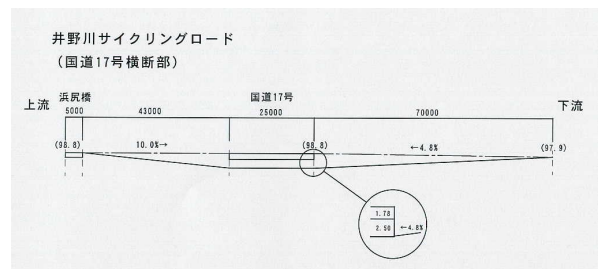 井野川サイクリングロード
(国道17号横断部)
上流 浜尻橋 国道17号 下流
5000 43000 25000 70000
(98.8) 10.0%→ (98.8) ←4.8% (97.9)
1.78
2.50 ←4.8%